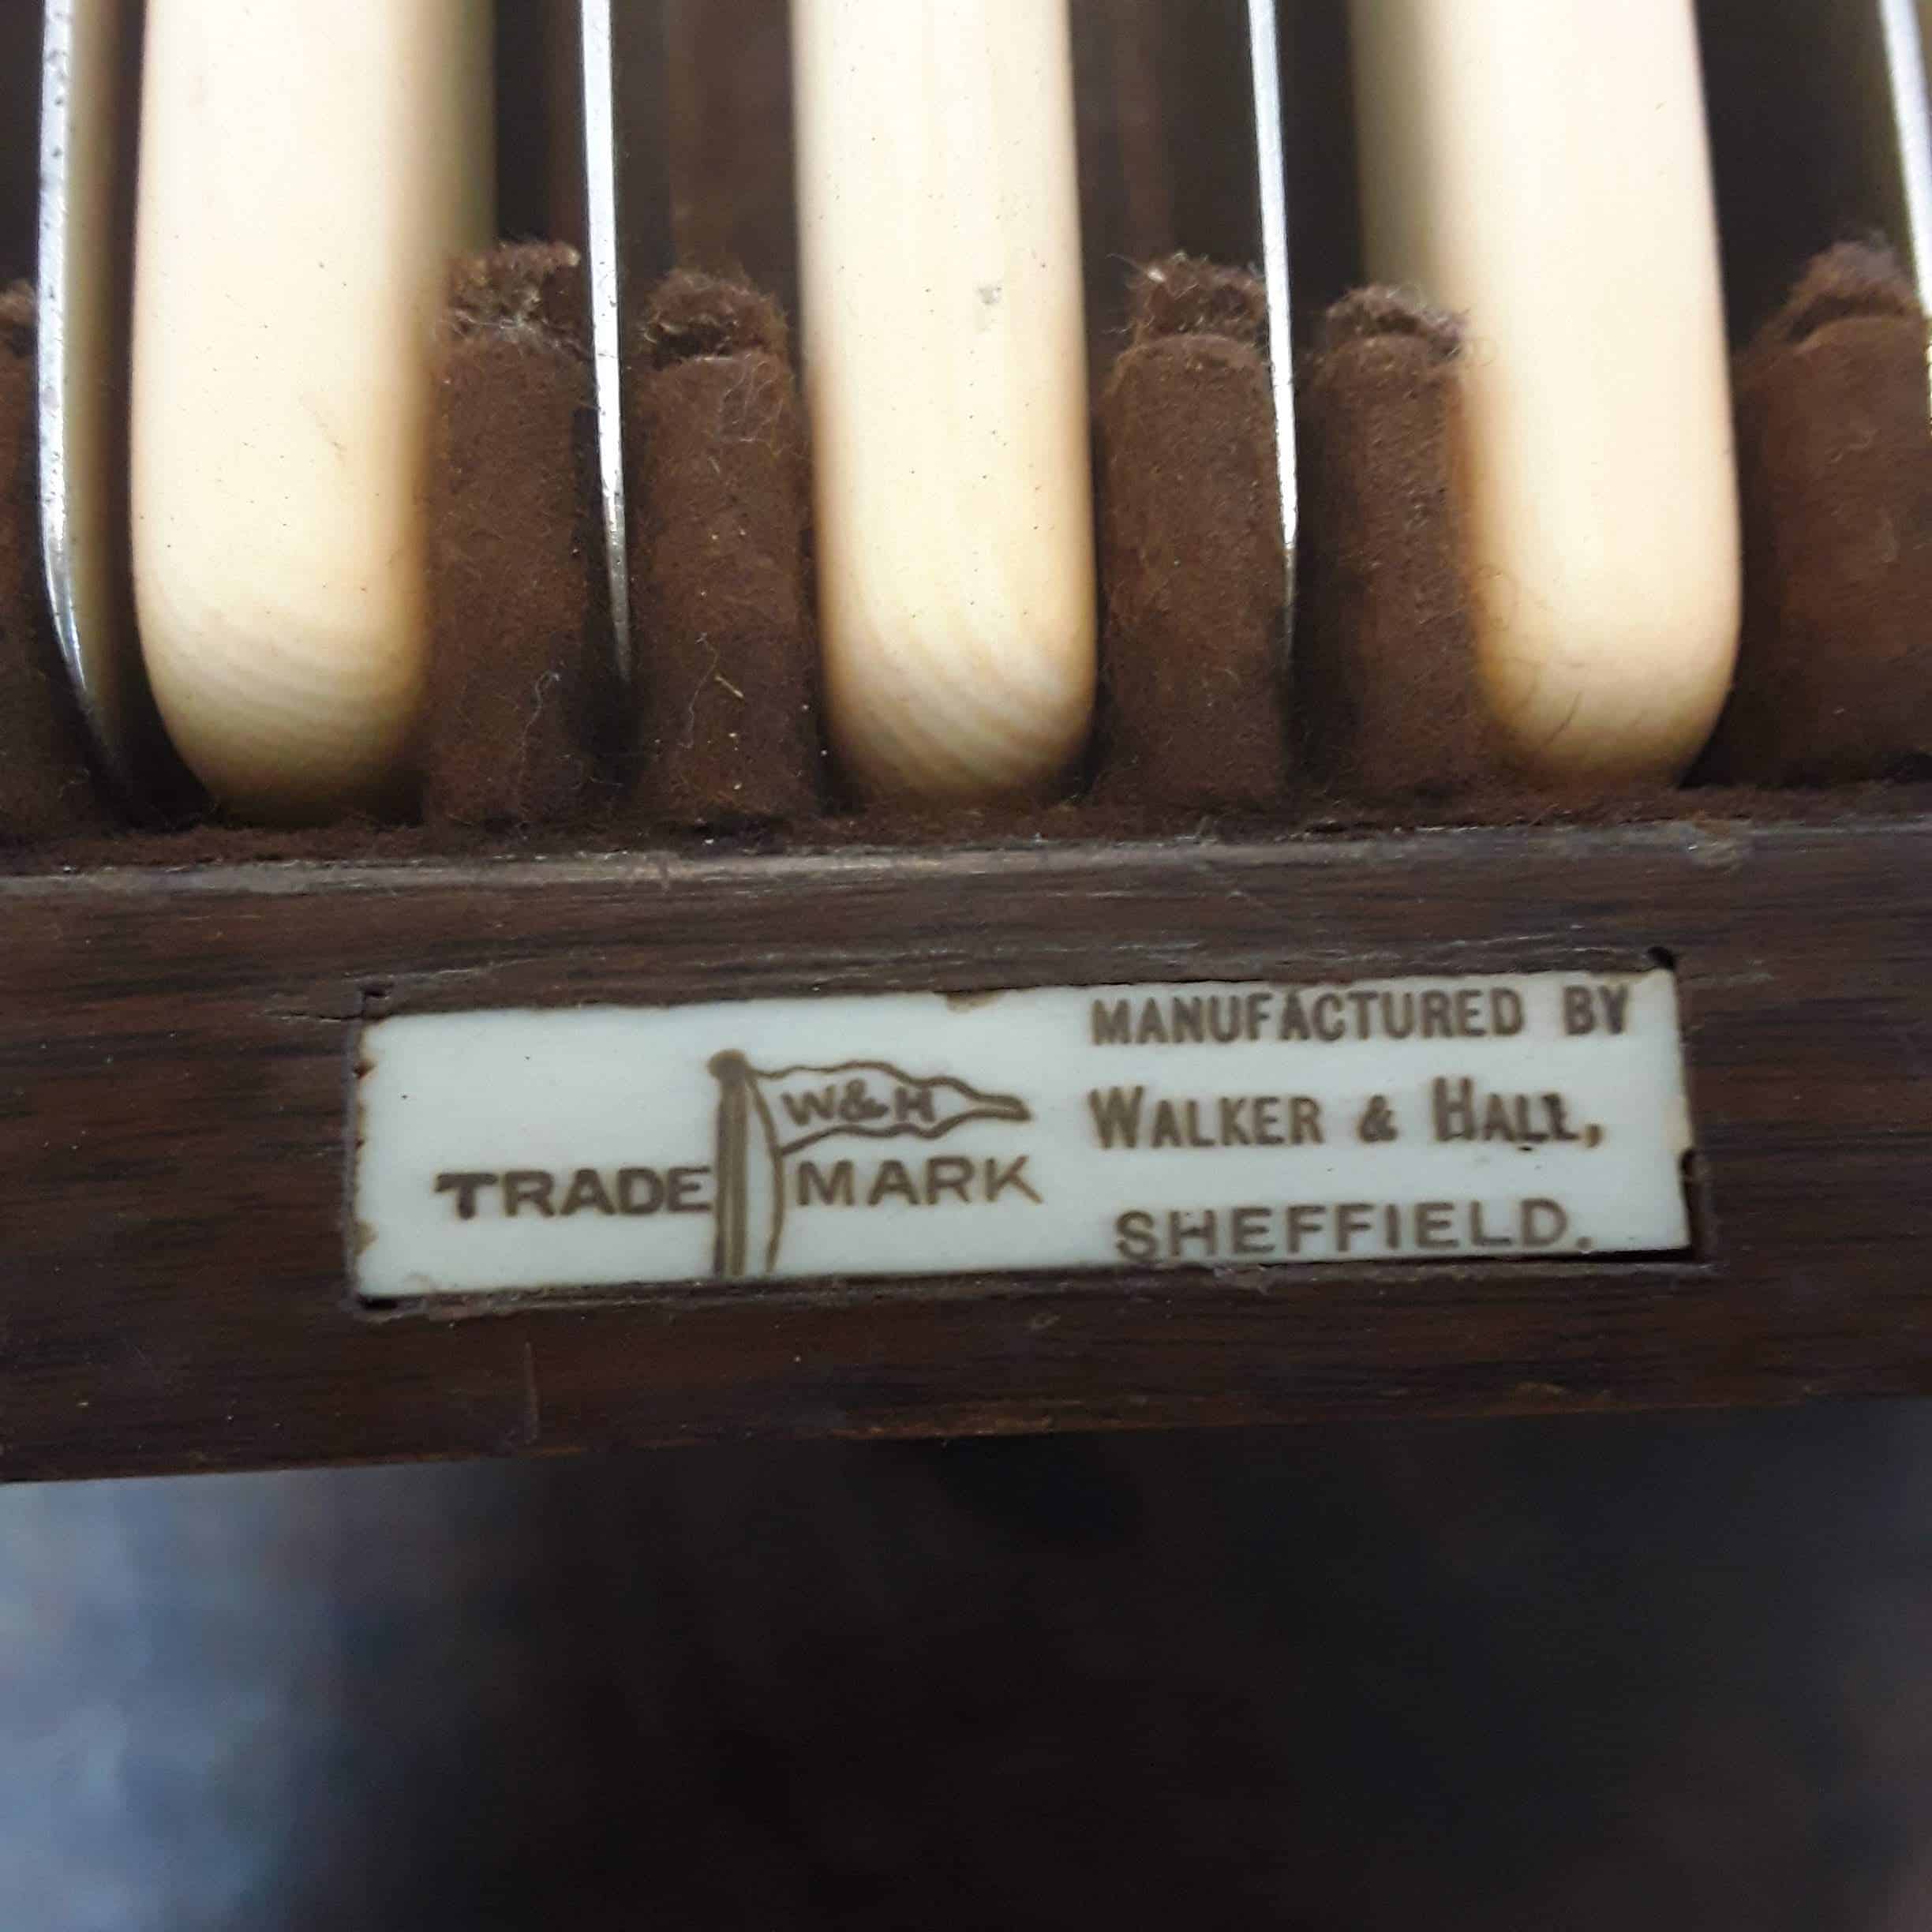 W&H
TRADE MARK
MANUFACTURED BY
WALKER & HALL,
SHEFFIELD.